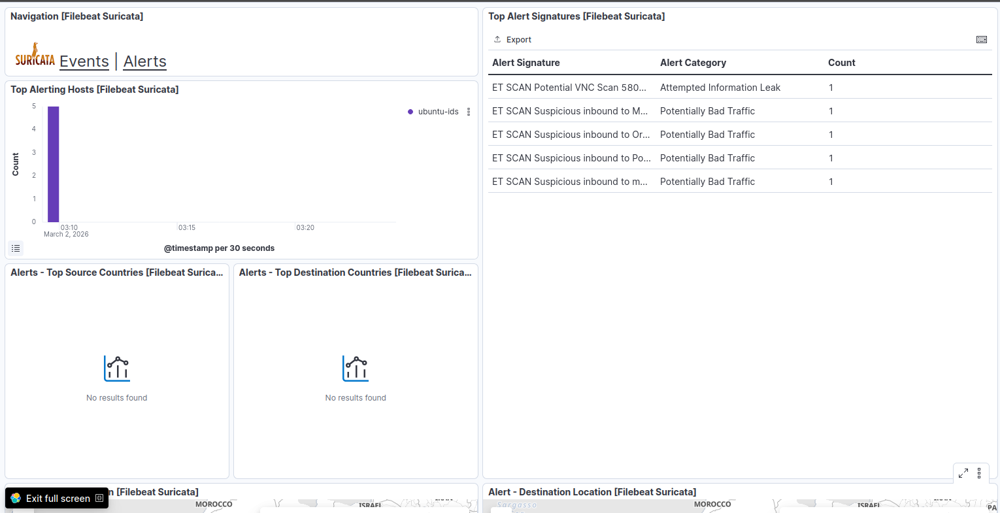 Navigation [Filebeat Suricata]
SURICATA Events | Alerts
Top Alerting Hosts [Filebeat Suricata]
5
4
3
2
1
0
Count
03:10
March 2, 2026
03:15
03:20
@timestamp per 30 seconds
ubuntu-ids
Top Alert Signatures [Filebeat Suricata]
Export
Alert Signature Alert Category Count
ET SCAN Potential VNC Scan 580... Attempted Information Leak 1
ET SCAN Suspicious inbound to M... Potentially Bad Traffic 1
ET SCAN Suspicious inbound to Or... Potentially Bad Traffic 1
ET SCAN Suspicious inbound to Po... Potentially Bad Traffic 1
ET SCAN Suspicious inbound to m... Potentially Bad Traffic 1
Alerts - Top Source Countries [Filebeat Surica...
No results found
Alerts - Top Destination Countries [Filebeat Surica...
No results found
n [Filebeat Suricata]
Exit full screen
MOROCCO
ISRAEL
Alert - Destination Location [Filebeat Suricata]
Sargasso
MOROCCO
ISRAEL
PA